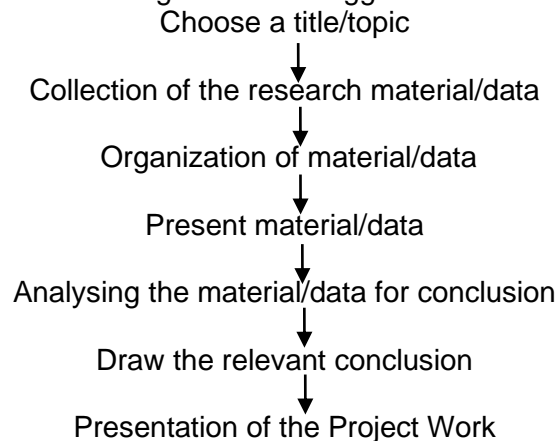 Choose a title/topic
Collection of the research material/data
Organization of material/data
Present material/data
Analysing the material/data for conclusion
Draw the relevant conclusion
Presentation of the Project Work